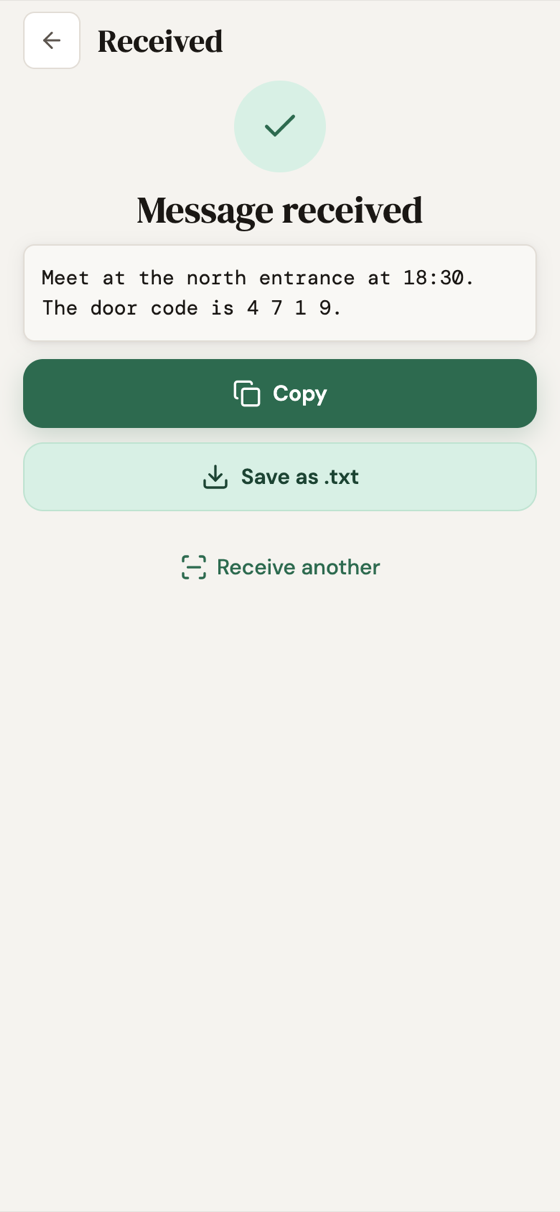 Received
Message received
Meet at the north entrance at 18:30.
The door code is 4 7 1 9.
Copy
Save as .txt
Receive another